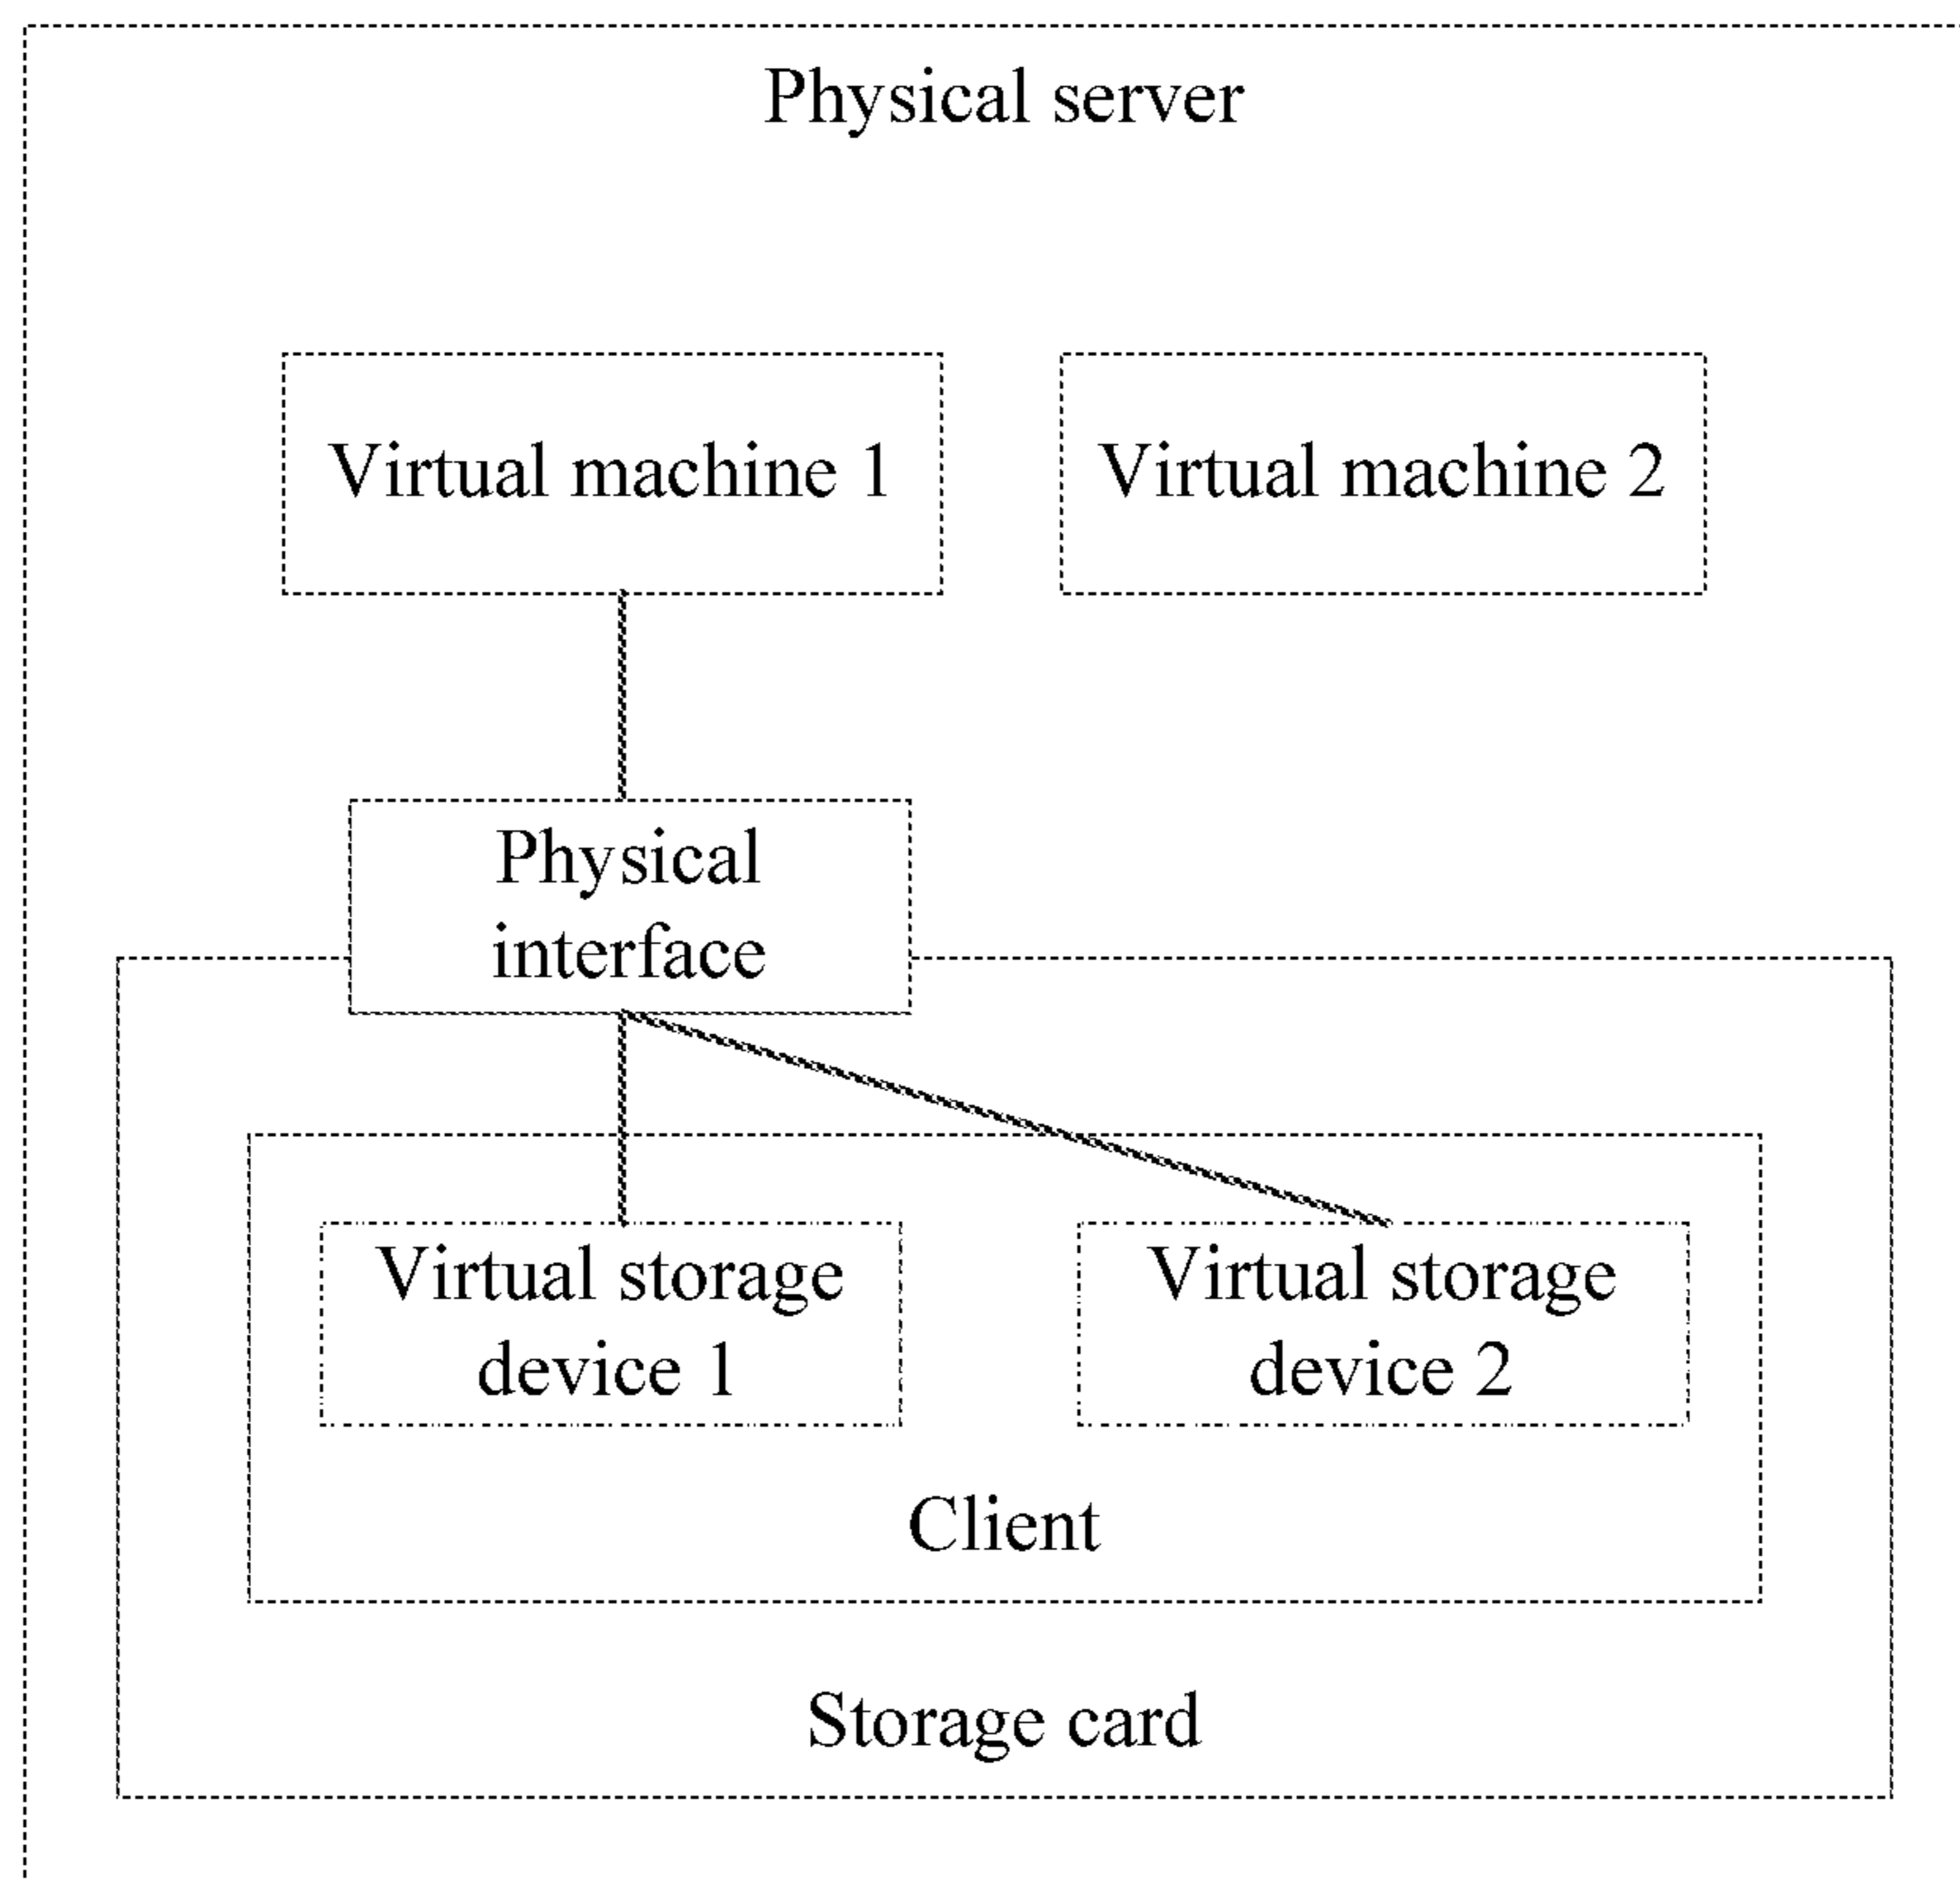 Physical server
Virtual machine 1
Virtual machine 2
Physical
interface
Virtual storage
device 1
Virtual storage
device 2
Client
Storage card